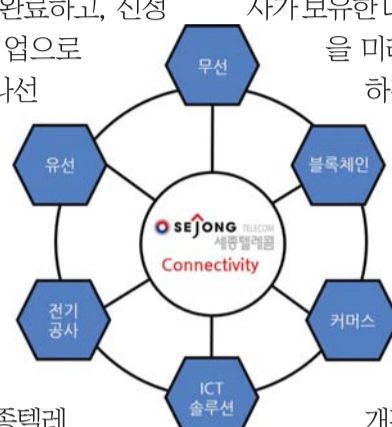 완료하고, 신성
사가 보유한
업으로
을 미래
나선
하
무선
유선
블록체인
SEJONG TELECOM
세종텔레콤
Connectivity
전기
공사
커머스
ICT
솔루션
종텔레